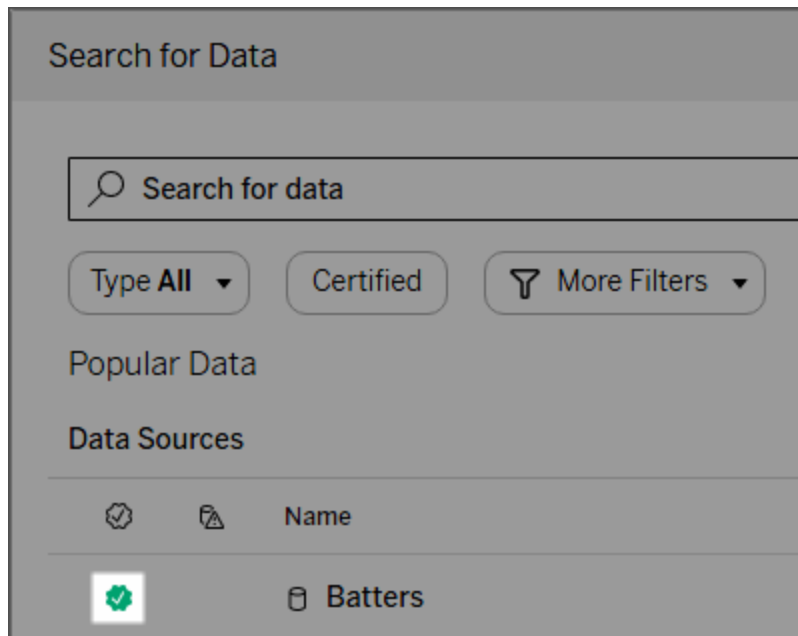 Search for Data
Search for data
Type All Certified More Filters
Popular Data
Data Sources
Name
Batters